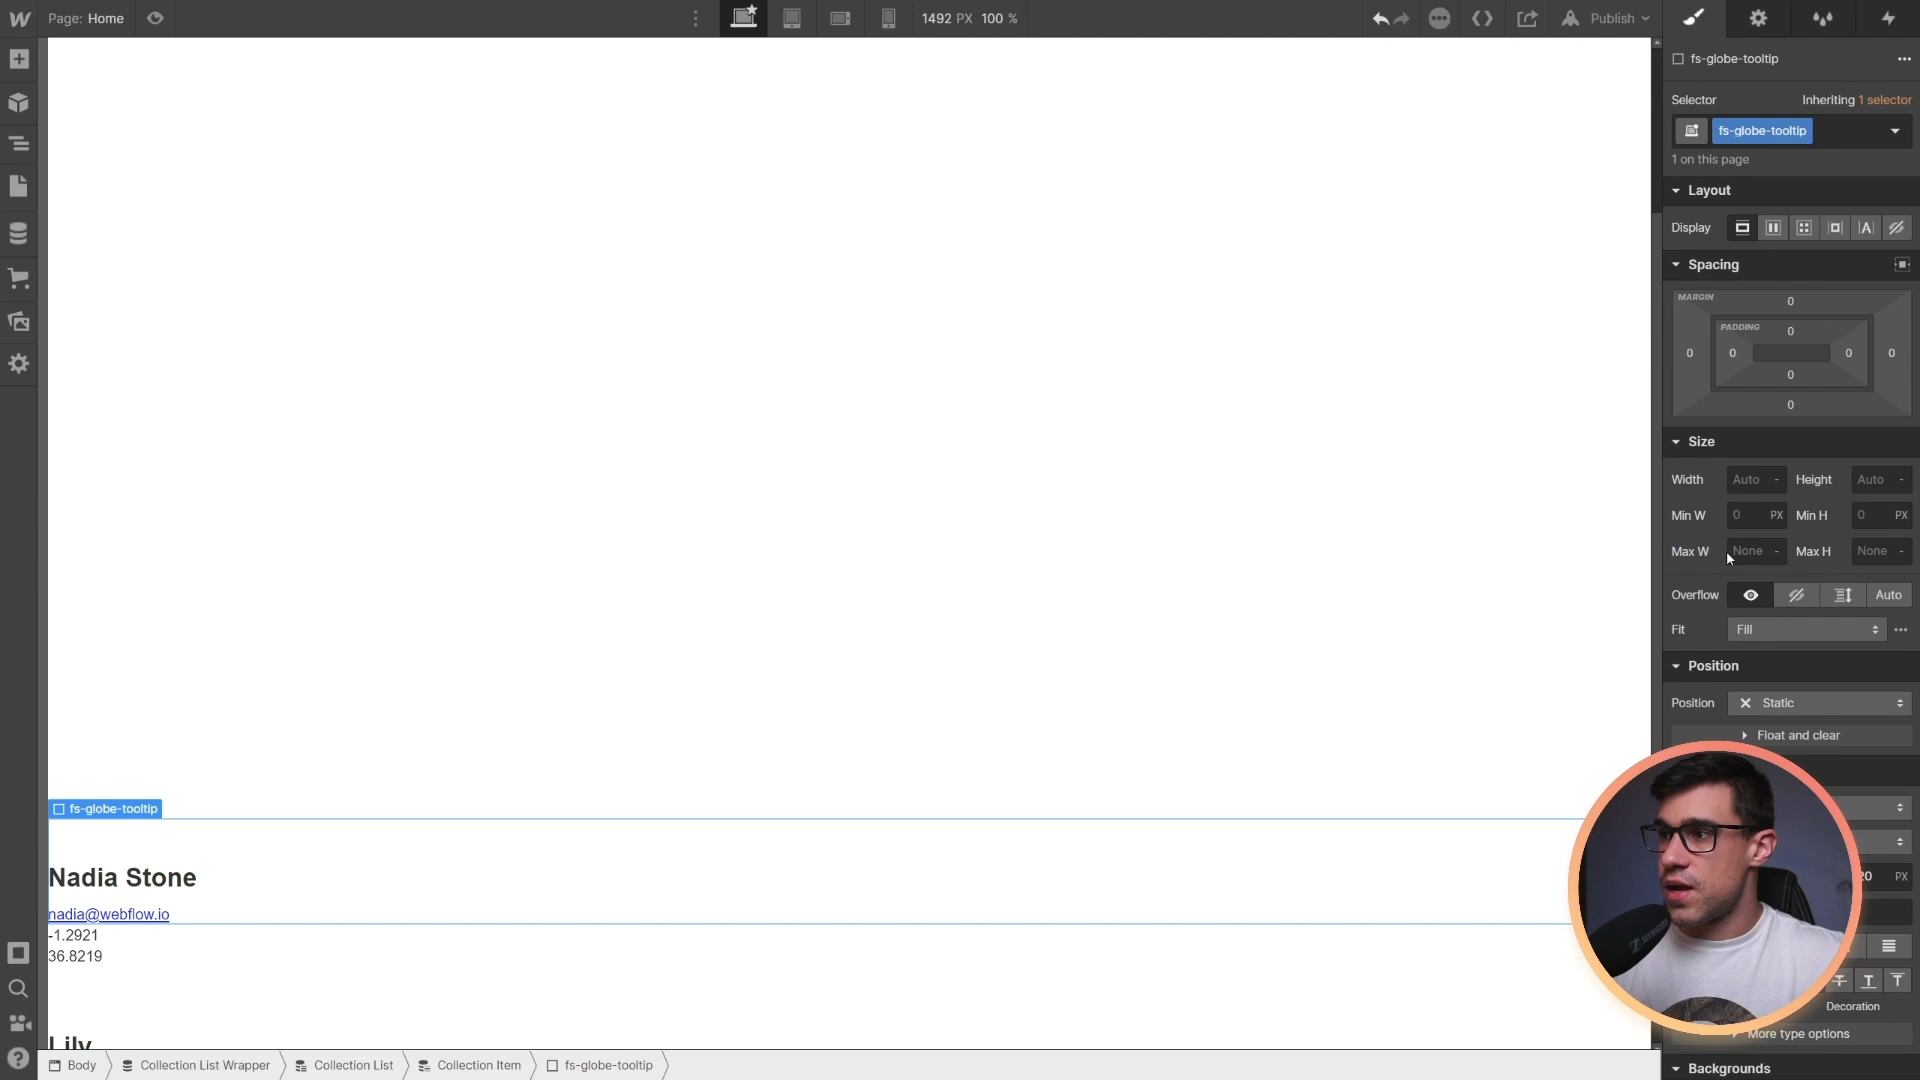 Page: Home
1492 PX 100 %
Publish
fs-globe-tooltip
Selector
Inheriting 1 selector
fs-globe-tooltip
1 on this page
Layout
Display
Spacing
MARGIN
0
PADDING
0
0
0
0
0
0
0
Size
Width
Auto -
Height
Auto -
Min W
0 PX
Min H
0 PX
Max W
None -
Max H
None -
Overflow
Auto
Fit
Fill
Position
Position
Static
Float and clear
20 PX
Decoration
More type options
Backgrounds
fs-globe-tooltip
Nadia Stone
nadia@webflow.io
-1.2921
36.8219
Lily
Body
Collection List Wrapper
Collection List
Collection Item
fs-globe-tooltip